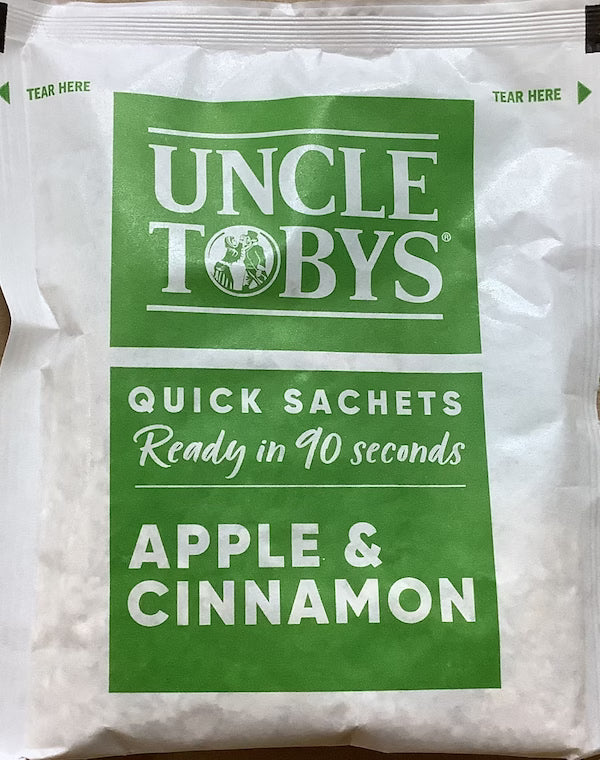 TEAR HERE
TEAR HERE
UNCLE
TOBYS®
QUICK SACHETS
Ready in 90 seconds
APPLE &
CINNAMON